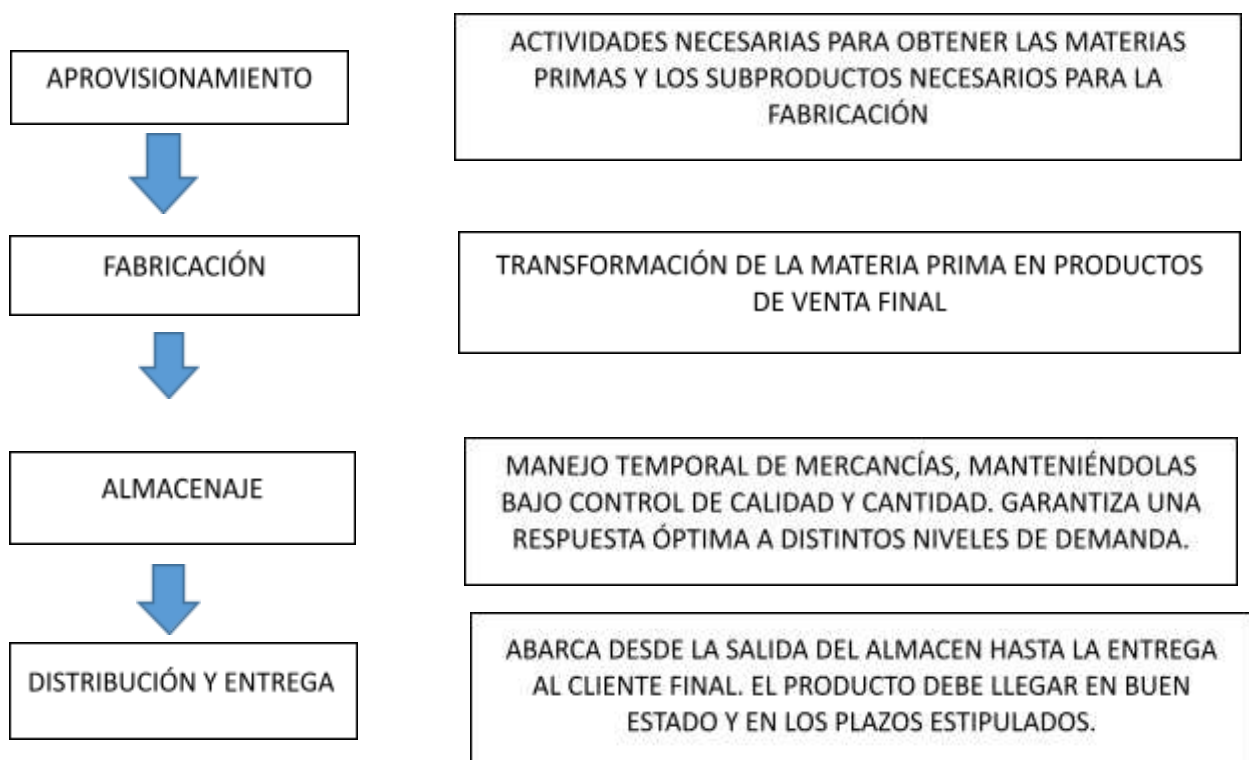 APROVISIONAMIENTO
ACTIVIDADES NECESARIAS PARA OBTENER LAS MATERIAS
PRIMAS Y LOS SUBPRODUCTOS NECESARIOS PARA LA
FABRICACIÓN
FABRICACIÓN
TRANSFORMACIÓN DE LA MATERIA PRIMA EN PRODUCTOS
DE VENTA FINAL
ALMACENAJE
MANEJO TEMPORAL DE MERCANCÍAS, MANTENIÉNDOLAS
BAJO CONTROL DE CALIDAD Y CANTIDAD. GARANTIZA UNA
RESPUESTA ÓPTIMA A DISTINTOS NIVELES DE DEMANDA.
DISTRIBUCIÓN Y ENTREGA
ABARCA DESDE LA SALIDA DEL ALMACEN HASTA LA ENTREGA
AL CLIENTE FINAL. EL PRODUCTO DEBE LLEGAR EN BUEN
ESTADO Y EN LOS PLAZOS ESTIPULADOS.